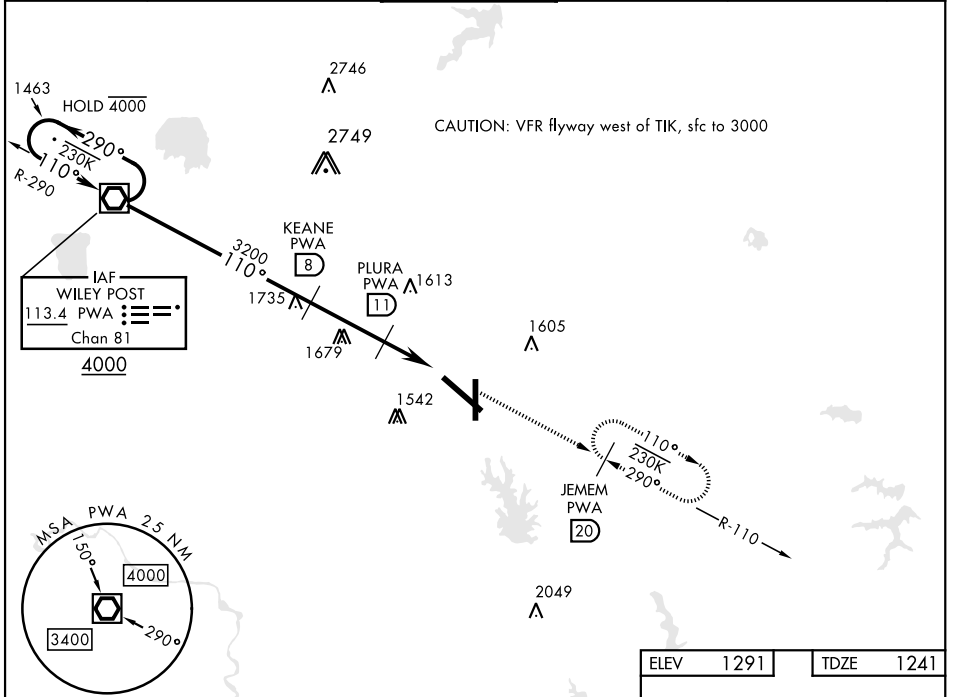 2746
1463
HOLD 4000
CAUTION: VFR flyway west of TIK, sfc to 3000
290°
230K
110°
2749
R-290
KEANE
PWA
8
3200
110°
PLURA
PWA
11
1613
1735
IAF
WILEY POST
113.4 PWA
Chan 81
4000
1679
1605
1542
110°
230K
290°
JEMEM
PWA
20
R-110
MSA PWA 25 NM
150°
4000
3400
290°
2049
ELEV 1291
TDZE 1241